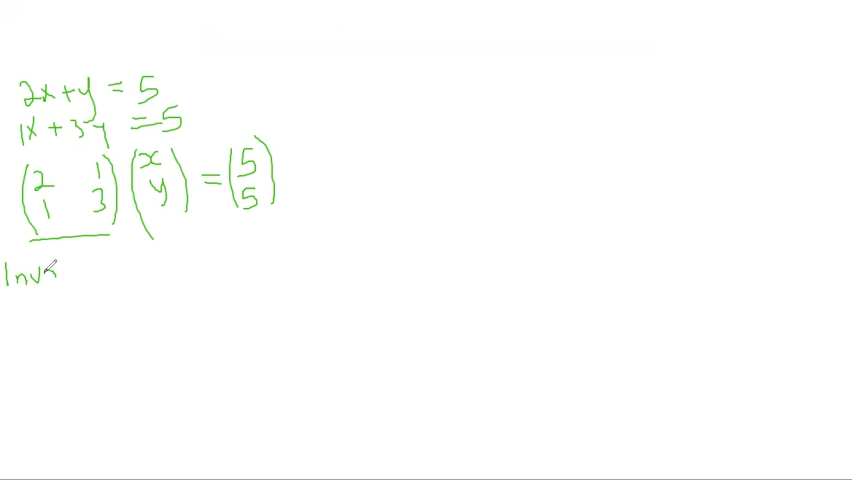 2x+y = 5
1x + 3y = 5
(2 1) (x) = (5)
(1 3) (y) (5)
Inv